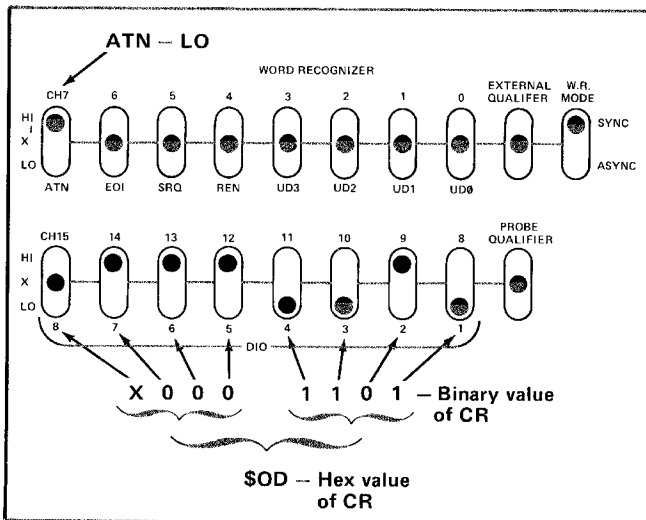 ATN – LO
WORD RECOGNIZER
CH7 6 5 4 3 2 1 0 EXTERNAL QUALIFER W.R. MODE
HI
I
X
LO
SYNC
ASYNC
ATN EOI SRQ REN UD3 UD2 UD1 UD0
CH15 14 13 12 11 10 9 8 PROBE QUALIFIER
HI
X
LO
8 7 6 5 4 3 2 1
DIO
X 0 0 0 1 1 0 1 – Binary value
of CR
$OD – Hex value
of CR